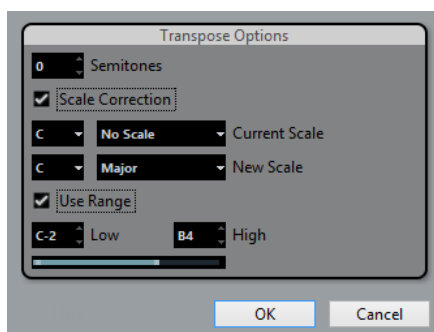 Transpose Options
0 Semitones
Scale Correction
C No Scale Current Scale
C Major New Scale
Use Range
C-2 Low B4 High
OK Cancel